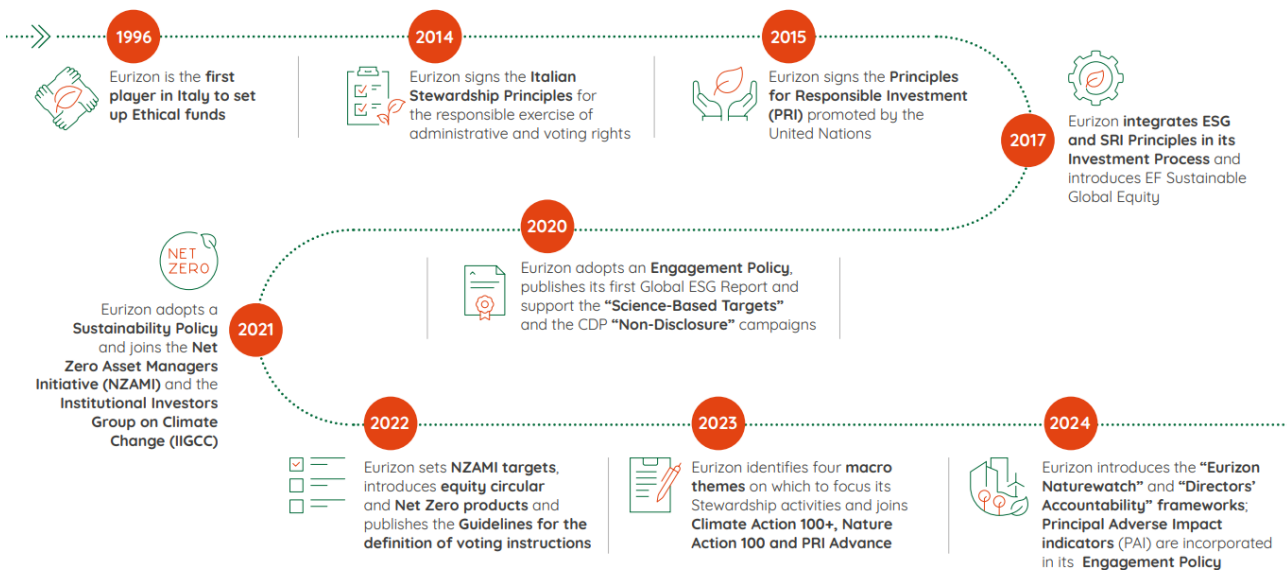 1996
Eurizon is the first
player in Italy to set
up Ethical funds
2014
Eurizon signs the Italian
Stewardship Principles for
the responsible exercise of
administrative and voting rights
2015
Eurizon signs the Principles
for Responsible Investment
(PRI) promoted by the
United Nations
2017
Eurizon integrates ESG
and SRI Principles in its
Investment Process and
introduces EF Sustainable
Global Equity
2020
Eurizon adopts an Engagement Policy,
publishes its first Global ESG Report and
support the “Science-Based Targets”
and the CDP “Non-Disclosure” campaigns
NET
ZERO
2021
Eurizon adopts a
Sustainability Policy
and joins the Net
Zero Asset Managers
Initiative (NZAMI) and the
Institutional Investors
Group on Climate
Change (IIGCC)
2022
Eurizon sets NZAMI targets,
introduces equity circular
and Net Zero products and
publishes the Guidelines for the
definition of voting instructions
2023
Eurizon identifies four macro
themes on which to focus its
Stewardship activities and joins
Climate Action 100+, Nature
Action 100 and PRI Advance
2024
Eurizon introduces the “Eurizon
Naturewatch” and “Directors’
Accountability” frameworks;
Principal Adverse Impact
indicators (PAI) are incorporated
in its Engagement Policy